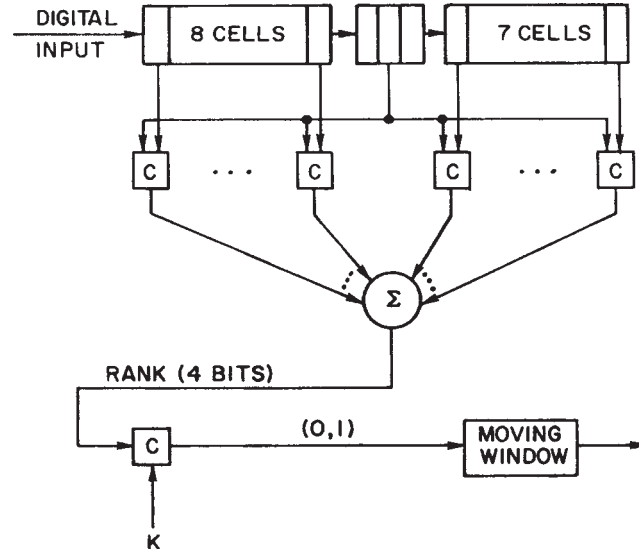 DIGITAL
INPUT
8 CELLS
7 CELLS
C
...
C
C
...
C
Σ
RANK (4 BITS)
C
(0,1)
MOVING
WINDOW
K